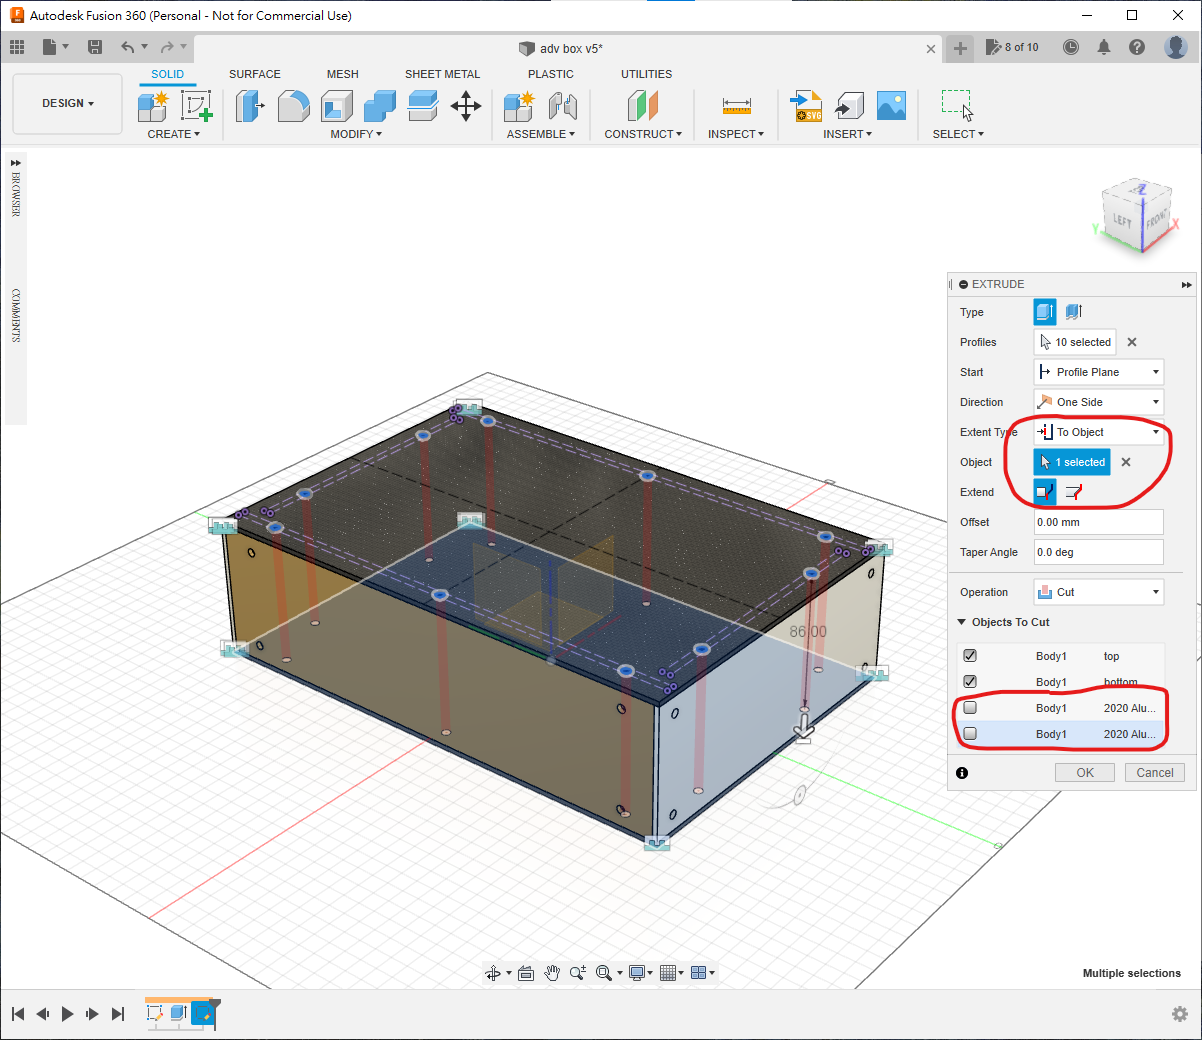 Autodesk Fusion 360 (Personal - Not for Commercial Use)
adv box v5*
8 of 10
DESIGN
SOLID
SURFACE
MESH
SHEET METAL
PLASTIC
UTILITIES
SVG
CREATE
MODIFY
ASSEMBLE
CONSTRUCT
INSPECT
INSERT
SELECT
BROWSER
COMMENTS
Z
LEFT
FRONT
X
Y
EXTRUDE
Type
Profiles 10 selected
Start Profile Plane
Direction One Side
Extent Type To Object
Object 1 selected
Extend
Offset 0.00 mm
Taper Angle 0.0 deg
Operation Cut
Objects To Cut
Body1 top
Body1 bottom
Body1 2020 Alu...
Body1 2020 Alu...
OK Cancel
86.00
Multiple selections